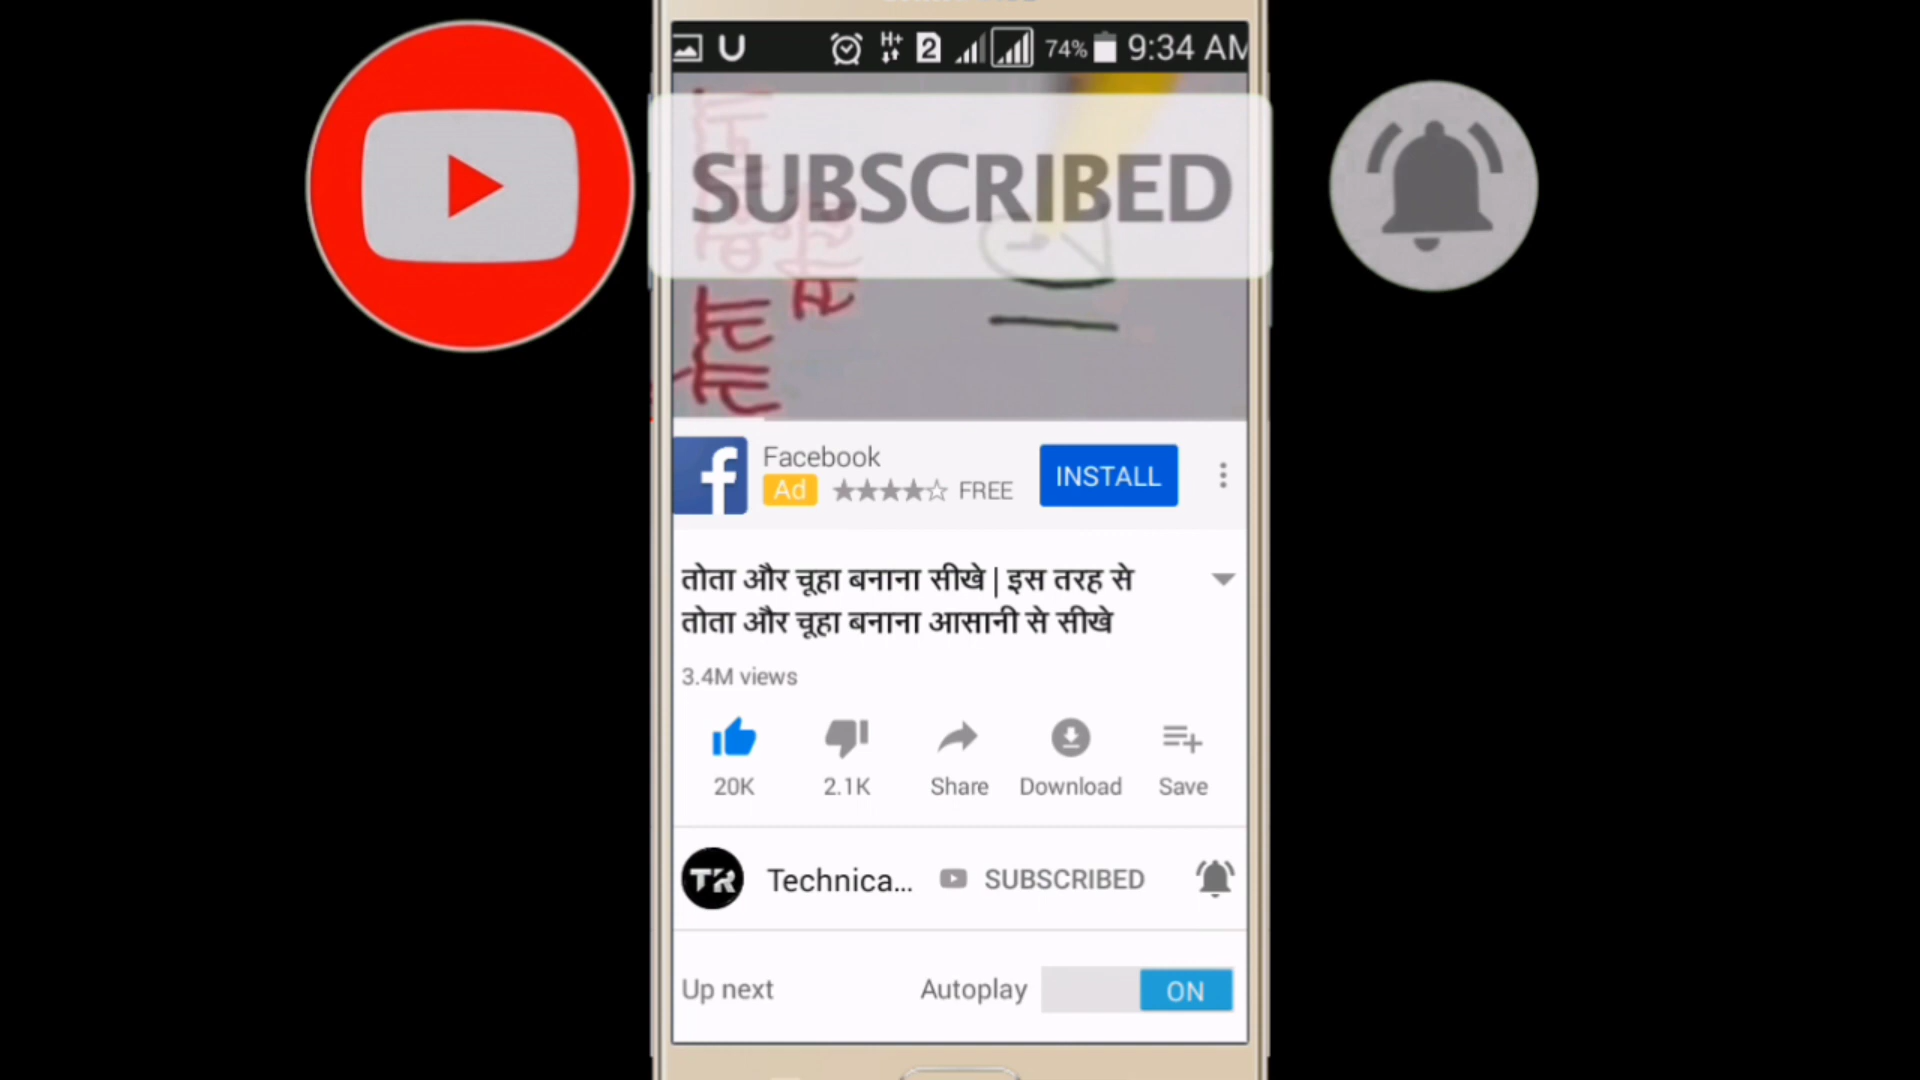 2 74% 9:34 AM
SUBSCRIBED
तोता
Facebook
Ad FREE INSTALL
तोता और चूहा बनाना सीखे | इस तरह से
तोता और चूहा बनाना आसानी से सीखे
3.4M views
20K 2.1K Share Download Save
TR Technica... SUBSCRIBED
Up next Autoplay ON